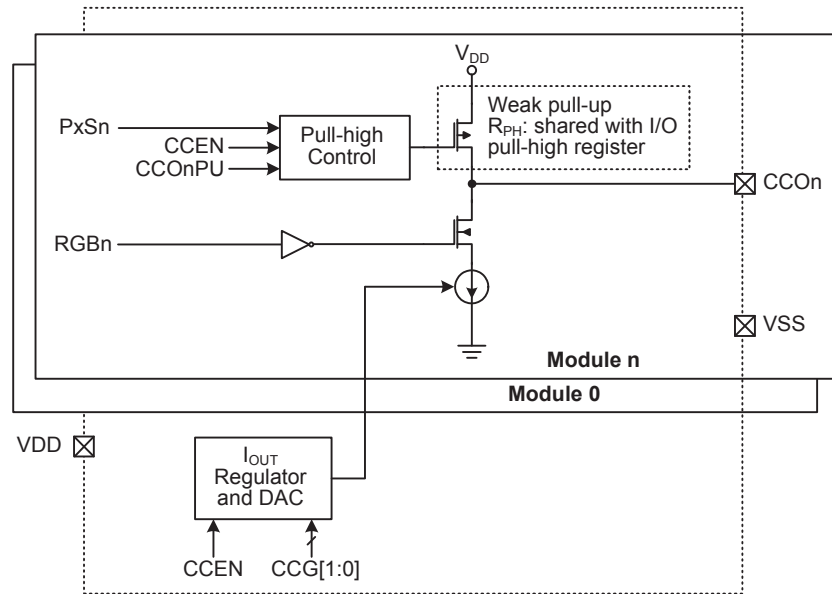 VDD
PxSn
CCEN
CCOnPU
Pull-high
Control
Weak pull-up
RPH: shared with I/O
pull-high register
CCOn
RGBn
VSS
Module n
Module 0
VDD
IOUT
Regulator
and DAC
CCEN
CCG[1:0]